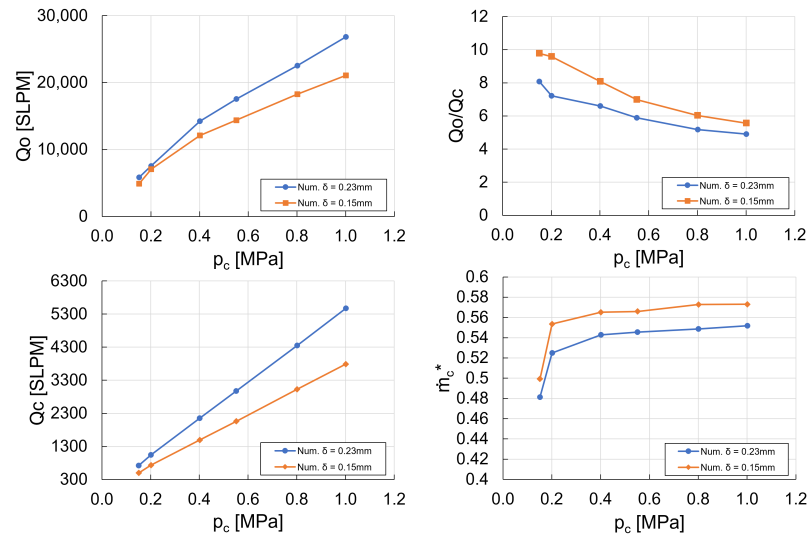 30,000
20,000
10,000
0
Qo [SLPM]
Num. δ = 0.23mm
Num. δ = 0.15mm
0.0 0.2 0.4 0.6 0.8 1.0 1.2
p_c [MPa]
12
10
8
6
4
2
0
Qo/Qc
Num. δ = 0.23mm
Num. δ = 0.15mm
0.0 0.2 0.4 0.6 0.8 1.0 1.2
p_c [MPa]
6300
5300
4300
3300
2300
1300
300
Qc [SLPM]
Num. δ = 0.23mm
Num. δ = 0.15mm
0.0 0.2 0.4 0.6 0.8 1.0 1.2
p_c [MPa]
0.6
0.58
0.56
0.54
0.52
0.5
0.48
0.46
0.44
0.42
0.4
ṁ_c*
Num. δ = 0.23mm
Num. δ = 0.15mm
0.0 0.2 0.4 0.6 0.8 1.0 1.2
p_c [MPa]